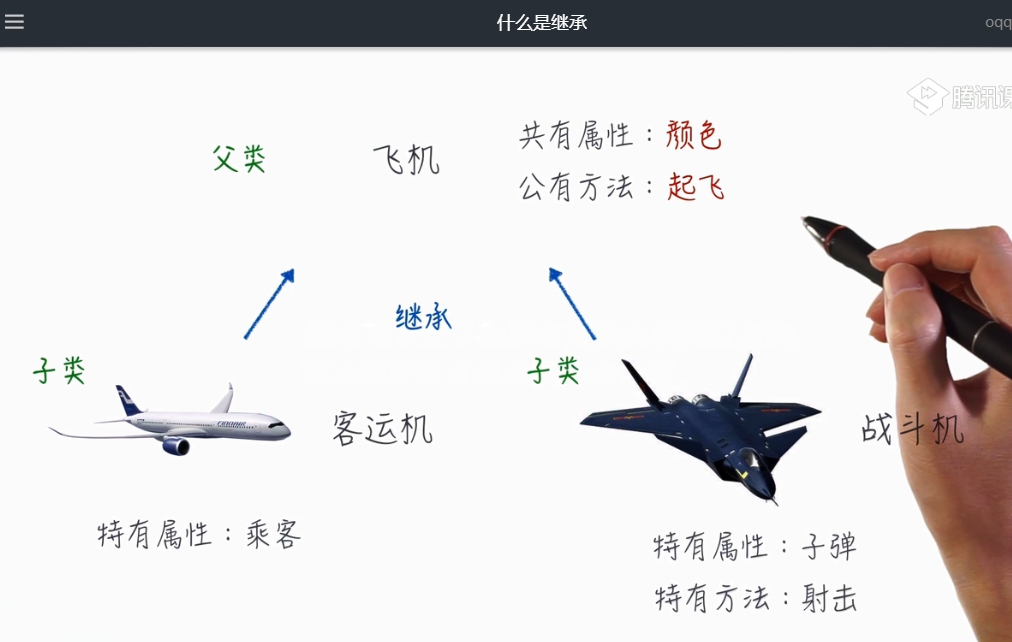 什么是继承
oqq
腾讯课
父类
飞机
共有属性：颜色
公有方法：起飞
继承
子类
子类
客运机
战斗机
特有属性：乘客
特有属性：子弹
特有方法：射击